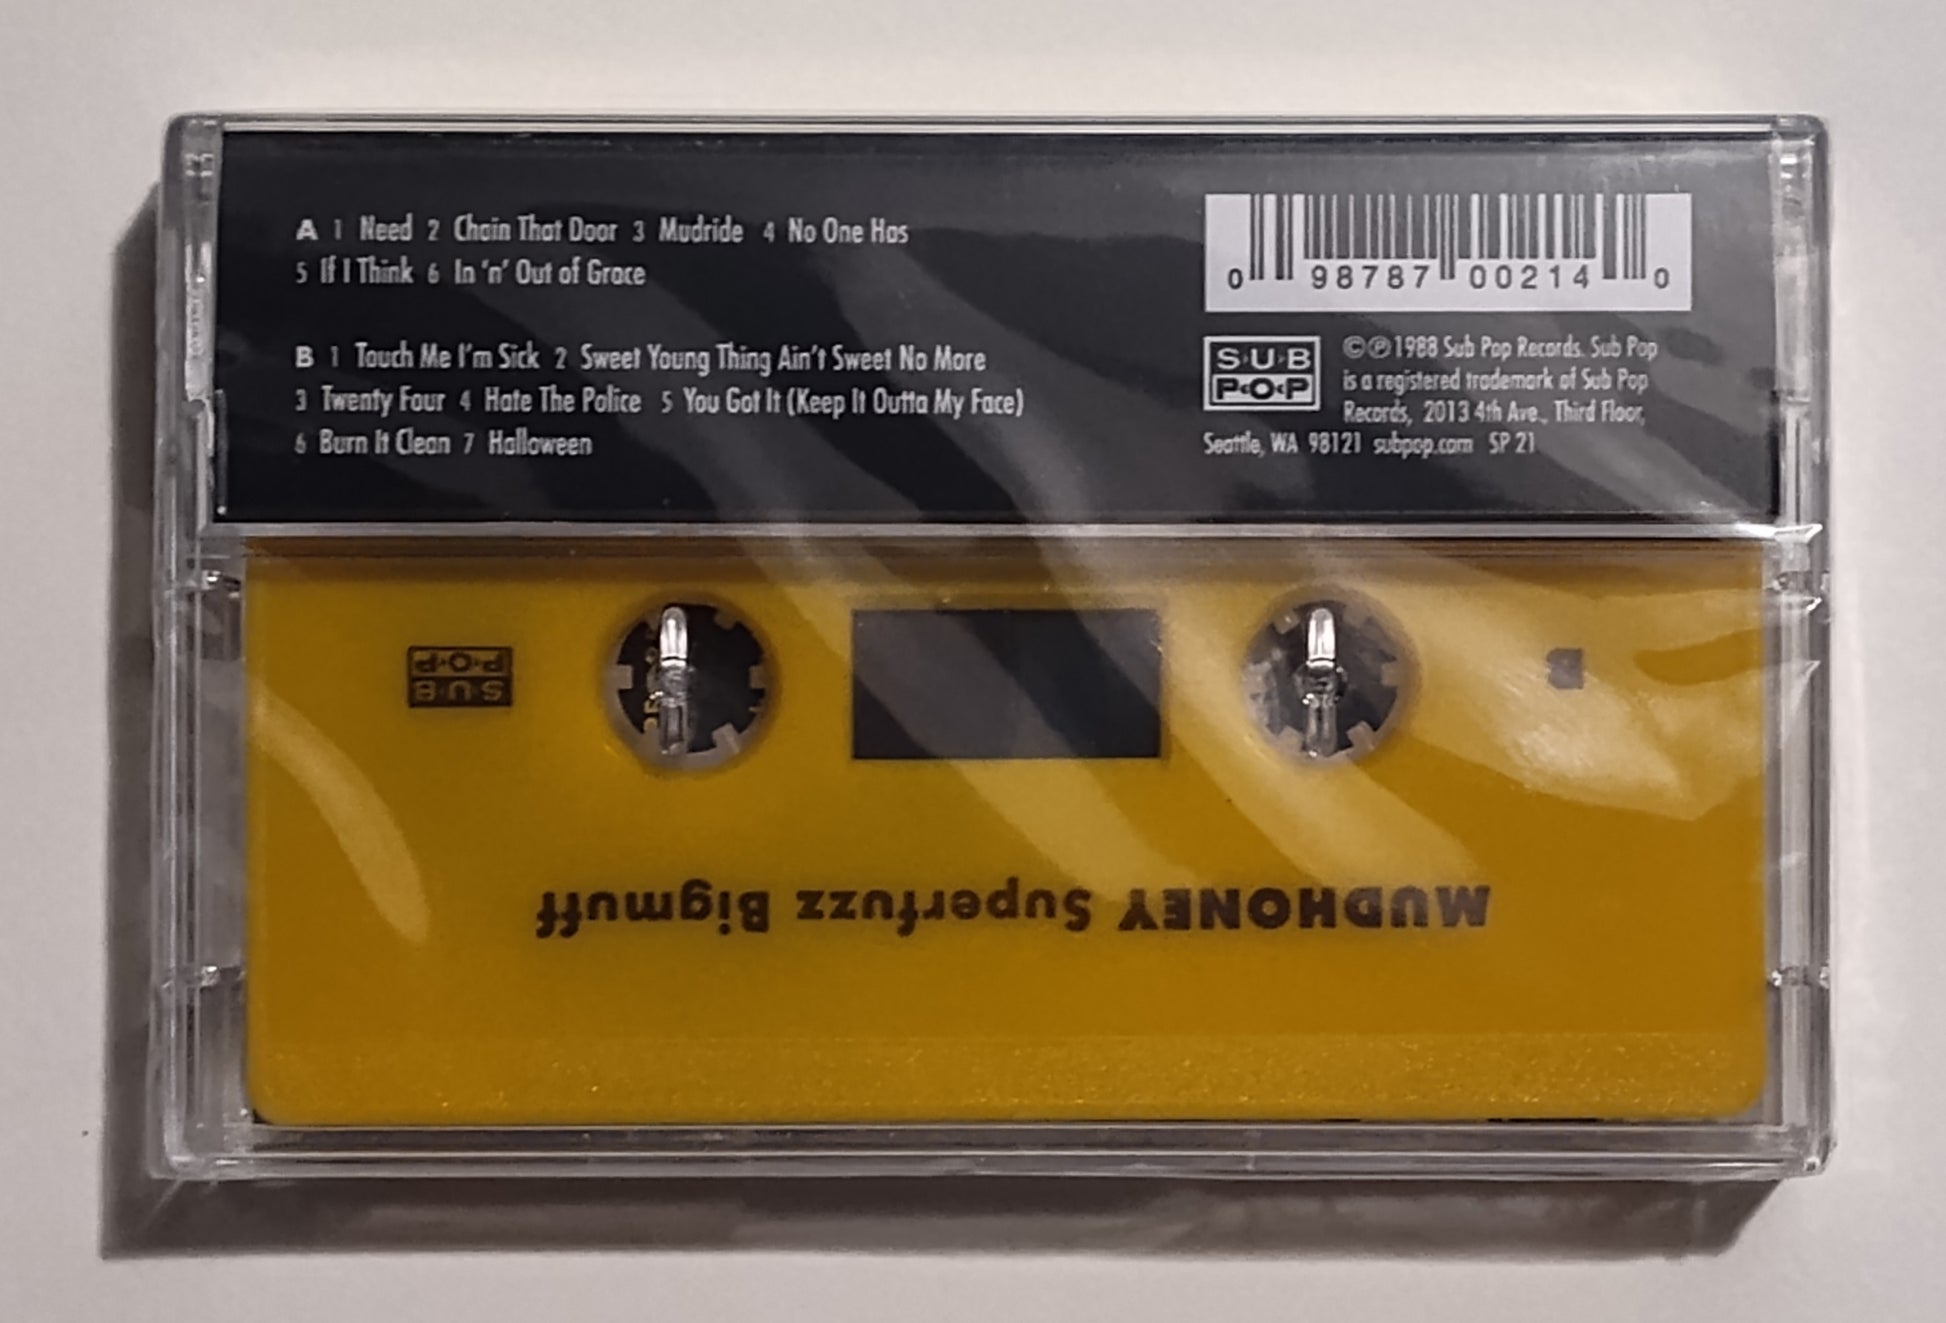 A 1 Need 2 Chain That Door 3 Mudride 4 No One Has
5 If I Think 6 In 'n' Out of Grace
B 1 Touch Me I'm Sick 2 Sweet Young Thing Ain't Sweet No More
3 Twenty Four 4 Hate The Police 5 You Got It (Keep It Outta My Face)
6 Burn It Clean 7 Halloween
0 98787 00214 0
SUB
POP
©℗1988 Sub Pop Records. Sub Pop
is a registered trademark of Sub Pop
Records, 2013 4th Ave., Third Floor,
Seattle, WA 98121 subpop.com SP 21
SUB
POP
B
MUDHONEY Superfuzz Bigmuff